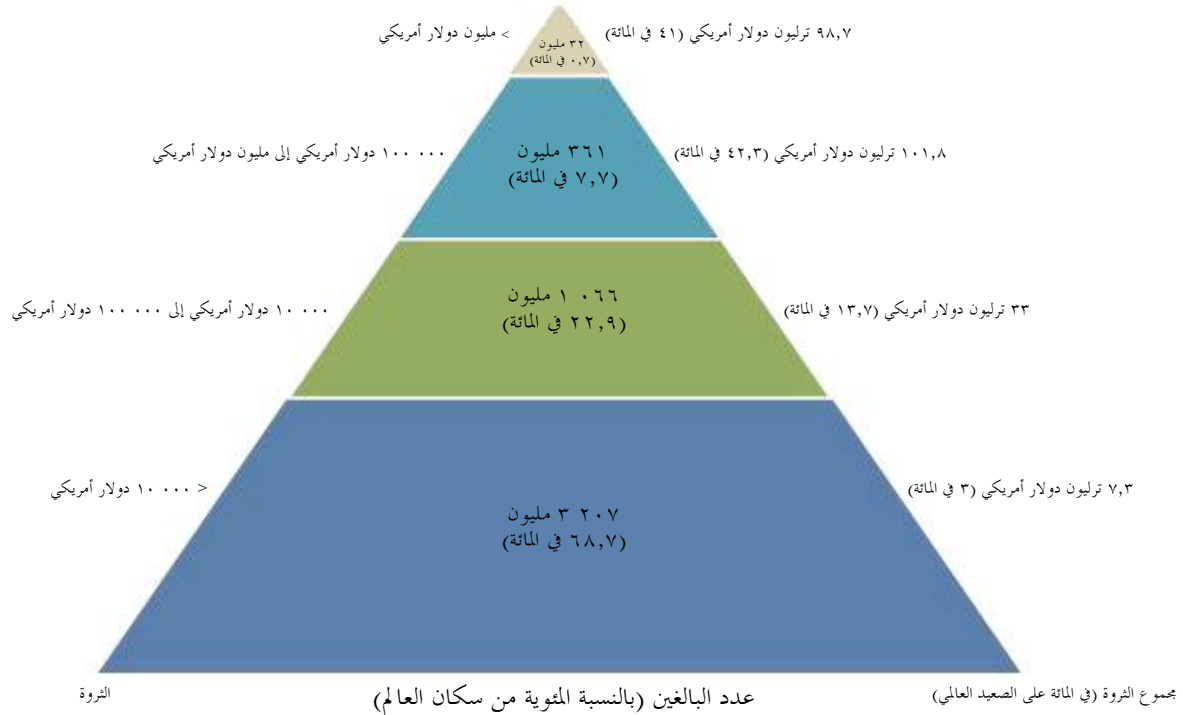 ٩٨,٧ ترليون دولار أمريكي (٤١ في المائة)
٣٢ مليون
(٠,٧ في المائة)
> مليون دولار أمريكي
١٠١,٨ ترليون دولار أمريكي (٤٢,٣ في المائة)
٣٦١ مليون
(٧,٧ في المائة)
١٠٠ ٠٠٠ دولار أمريكي إلى مليون دولار أمريكي
٣٣ ترليون دولار أمريكي (١٣,٧ في المائة)
١ ٠٦٦ مليون
(٢٢,٩ في المائة)
١٠ ٠٠٠ دولار أمريكي إلى ١٠٠ ٠٠٠ دولار أمريكي
٧,٣ ترليون دولار أمريكي (٣ في المائة)
٣ ٢٠٧ مليون
(٦٨,٧ في المائة)
< ١٠ ٠٠٠ دولار أمريكي
مجموع الثروة (في المائة على الصعيد العالمي)
عدد البالغين (بالنسبة المئوية من سكان العالم)
الثروة